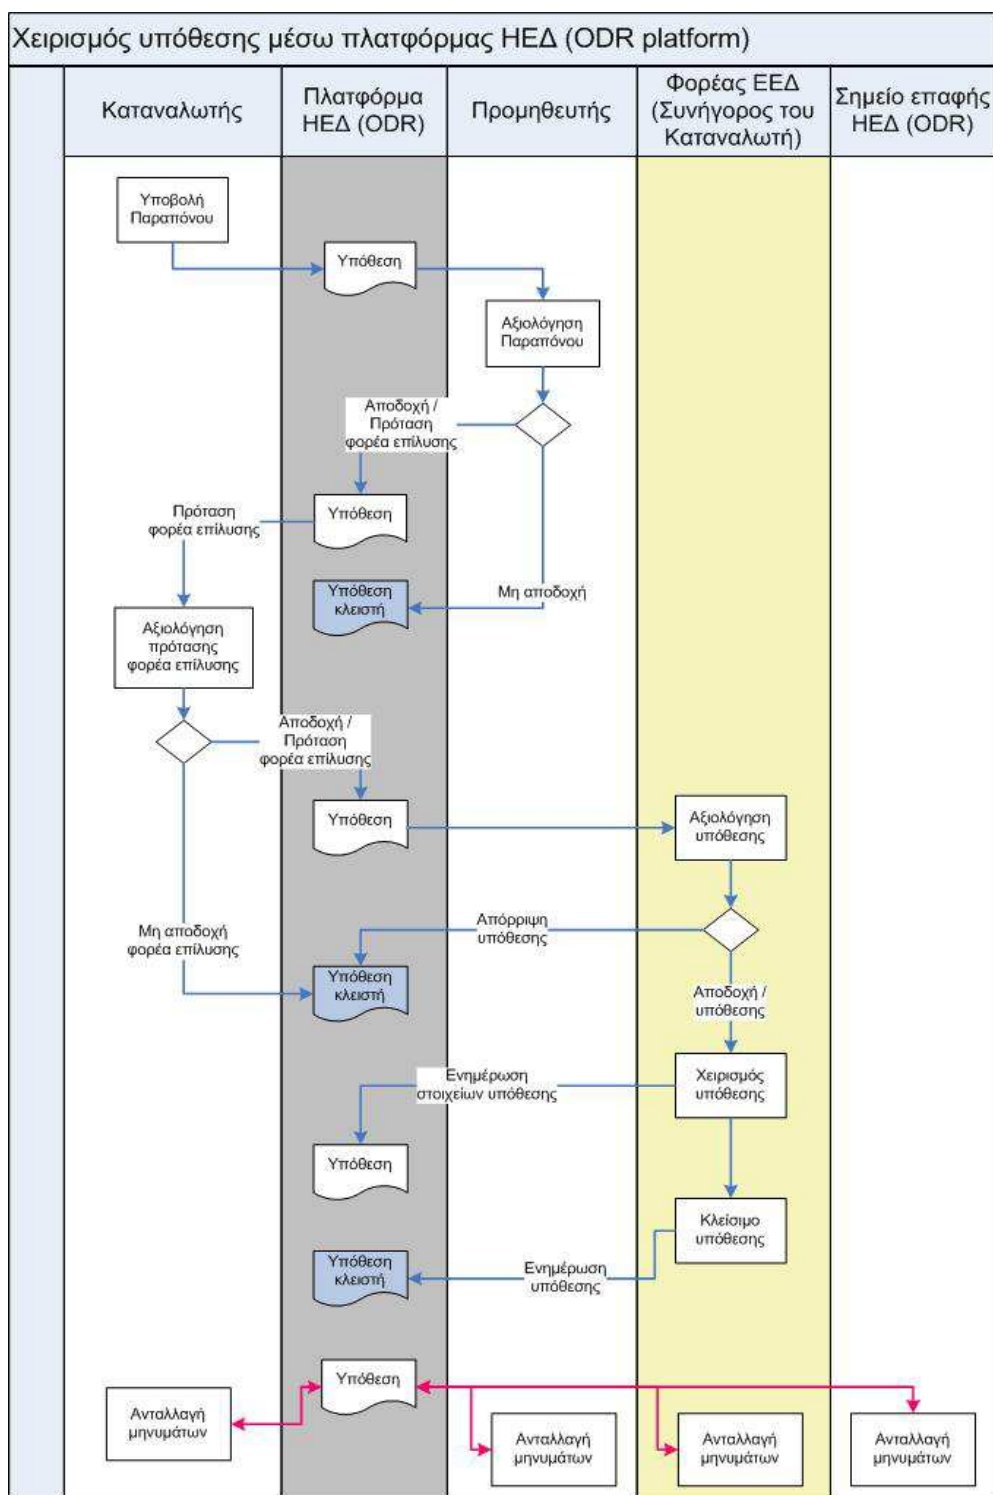 Χειρισμός υπόθεσης μέσω πλατφόρμας ΗΕΔ (ODR platform)
Καταναλωτής
Πλατφόρμα
ΗΕΔ (ODR)
Προμηθευτής
Φορέας ΕΕΔ
(Συνήγορος του
Καταναλωτή)
Σημείο επαφής
ΗΕΔ (ODR)
Υποβολή
Παραπόνου
Υπόθεση
Αξιολόγηση
Παραπόνου
Αποδοχή /
Πρόταση
φορέα επίλυσης
Υπόθεση
Πρόταση
φορέα επίλυσης
Υπόθεση
κλειστή
Μη αποδοχή
Αξιολόγηση
πρότασης
φορέα επίλυσης
Αποδοχή /
Πρόταση
φορέα επίλυσης
Υπόθεση
Αξιολόγηση
υπόθεσης
Μη αποδοχή
φορέα επίλυσης
Απόρριψη
υπόθεσης
Υπόθεση
κλειστή
Αποδοχή /
υπόθεσης
Ενημέρωση
στοιχείων υπόθεσης
Χειρισμός
υπόθεσης
Υπόθεση
Κλείσιμο
υπόθεσης
Υπόθεση
κλειστή
Ενημέρωση
υπόθεσης
Υπόθεση
Ανταλλαγή
μηνυμάτων
Ανταλλαγή
μηνυμάτων
Ανταλλαγή
μηνυμάτων
Ανταλλαγή
μηνυμάτων